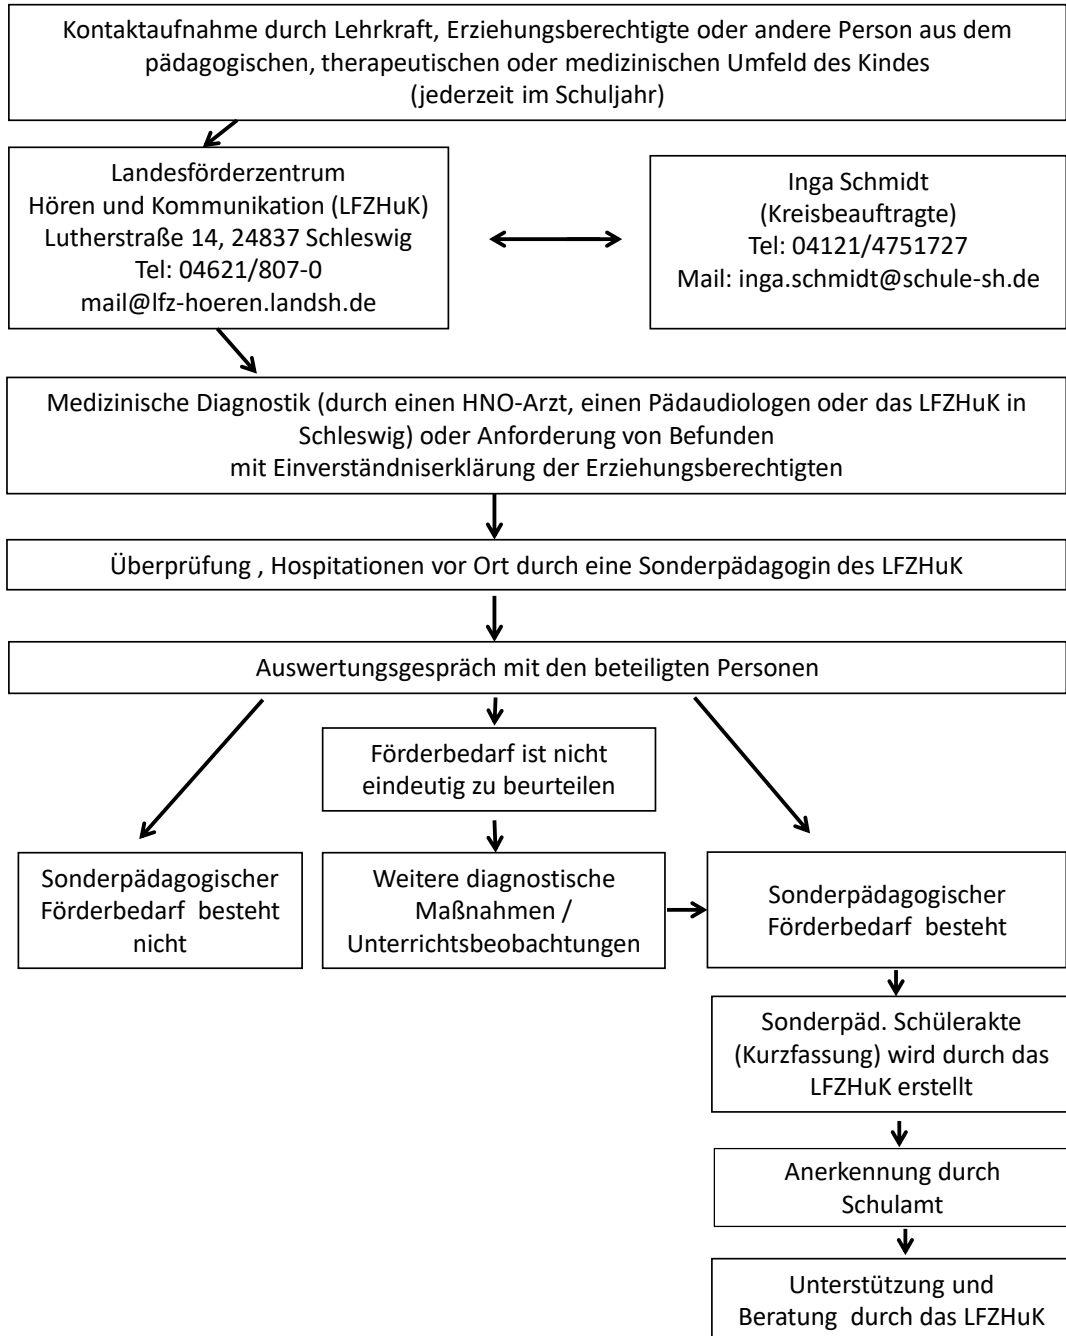 Kontaktaufnahme durch Lehrkraft, Erziehungsberechtigte oder andere Person aus dem
pädagogischen, therapeutischen oder medizinischen Umfeld des Kindes
(jederzeit im Schuljahr)
Landesförderzentrum
Hören und Kommunikation (LFZHuK)
Lutherstraße 14, 24837 Schleswig
Tel: 04621/807-0
mail@lfz-hoeren.landsh.de
Inga Schmidt
(Kreisbeauftragte)
Tel: 04121/4751727
Mail: inga.schmidt@schule-sh.de
Medizinische Diagnostik (durch einen HNO-Arzt, einen Pädaudiologen oder das LFZHuK in
Schleswig) oder Anforderung von Befunden
mit Einverständniserklärung der Erziehungsberechtigten
Überprüfung , Hospitationen vor Ort durch eine Sonderpädagogin des LFZHuK
Auswertungsgespräch mit den beteiligten Personen
Förderbedarf ist nicht
eindeutig zu beurteilen
Sonderpädagogischer
Förderbedarf besteht
nicht
Weitere diagnostische
Maßnahmen /
Unterrichtsbeobachtungen
Sonderpädagogischer
Förderbedarf besteht
Sonderpäd. Schülerakte
(Kurzfassung) wird durch das
LFZHuK erstellt
Anerkennung durch
Schulamt
Unterstützung und
Beratung durch das LFZHuK